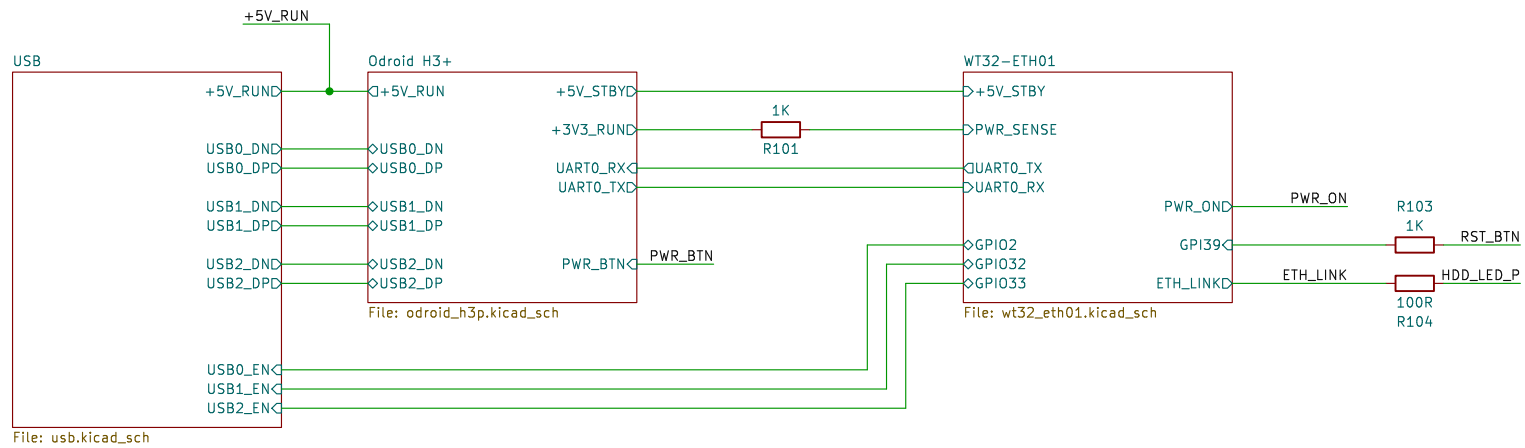 +5V_RUN
USB
+5V_RUN
USB0_DN
USB0_DP
USB1_DN
USB1_DP
USB2_DN
USB2_DP
USB0_EN
USB1_EN
USB2_EN
File: usb.kicad_sch
Odroid H3+
+5V_RUN
USB0_DN
USB0_DP
USB1_DN
USB1_DP
USB2_DN
USB2_DP
+5V_STBY
+3V3_RUN
UART0_RX
UART0_TX
PWR_BTN
File: odroid_h3p.kicad_sch
PWR_BTN
1K
R101
WT32-ETH01
+5V_STBY
PWR_SENSE
UART0_TX
UART0_RX
GPIO2
GPIO32
GPIO33
PWR_ON
GPI39
ETH_LINK
File: wt32_eth01.kicad_sch
PWR_ON
R103
1K
RST_BTN
ETH_LINK
HDD_LED_P
100R
R104